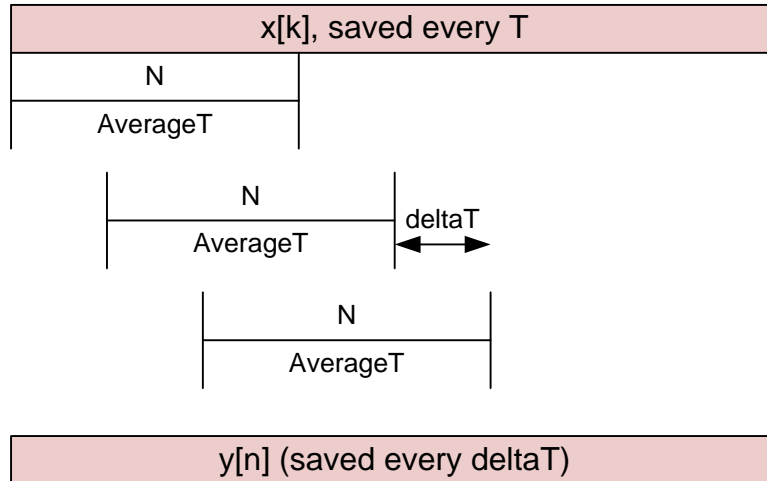 x[k], saved every T
N
AverageT
N
deltaT
AverageT
N
AverageT
y[n] (saved every deltaT)